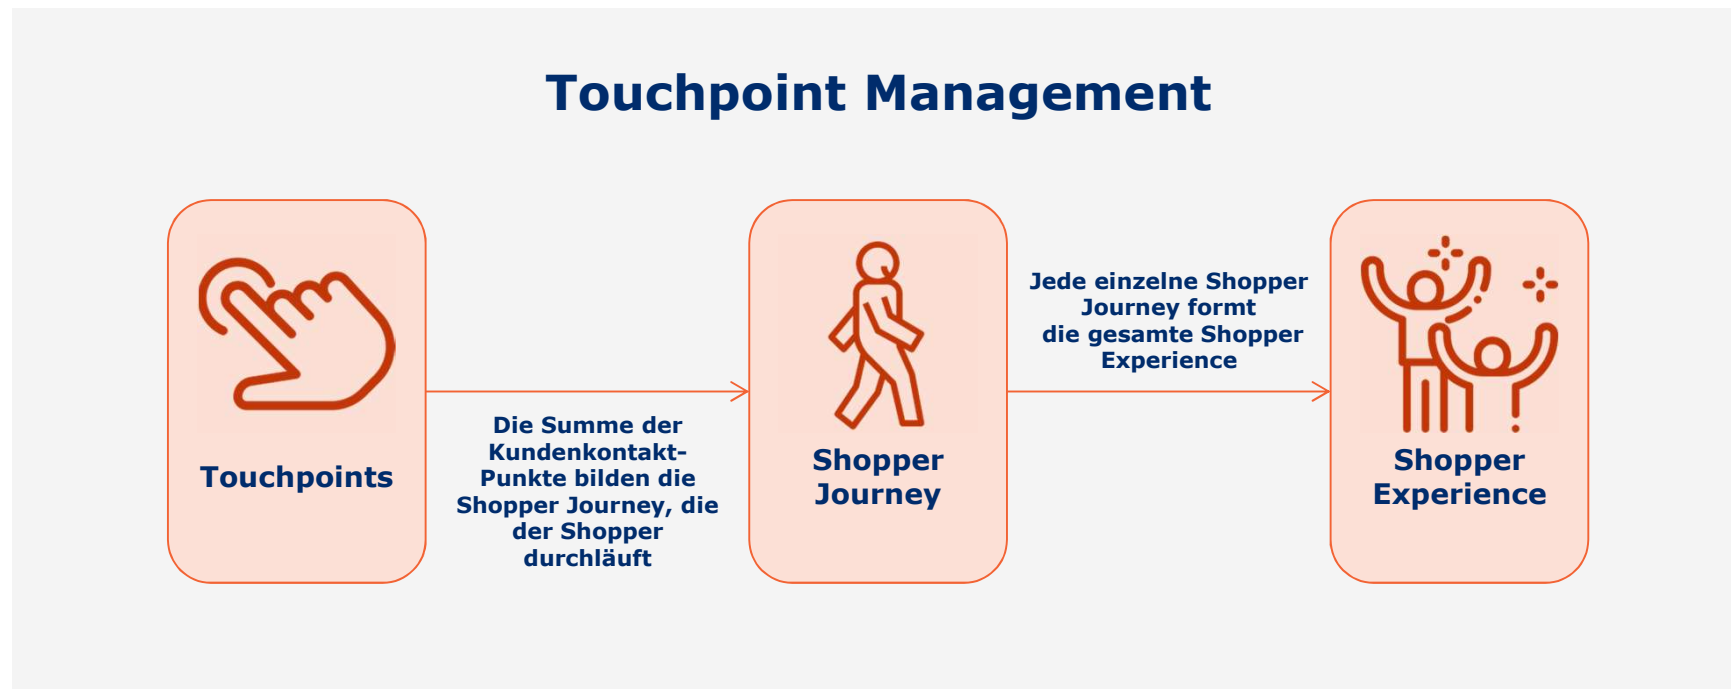 Touchpoint Management
Touchpoints
Die Summe der
Kundenkontakt-
Punkte bilden die
Shopper Journey, die
der Shopper
durchläuft
Shopper
Journey
Jede einzelne Shopper
Journey formt
die gesamte Shopper
Experience
Shopper
Experience